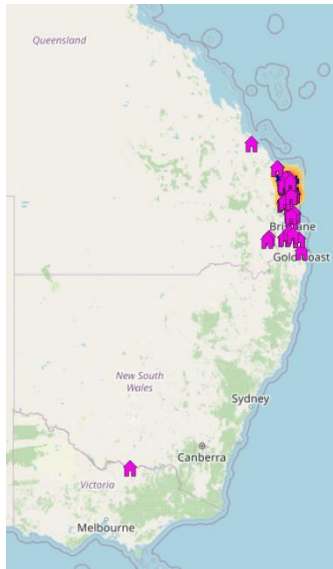 Queensland
Brisbane
Gold Coast
New South
Wales
Sydney
Canberra
Victoria
Melbourne